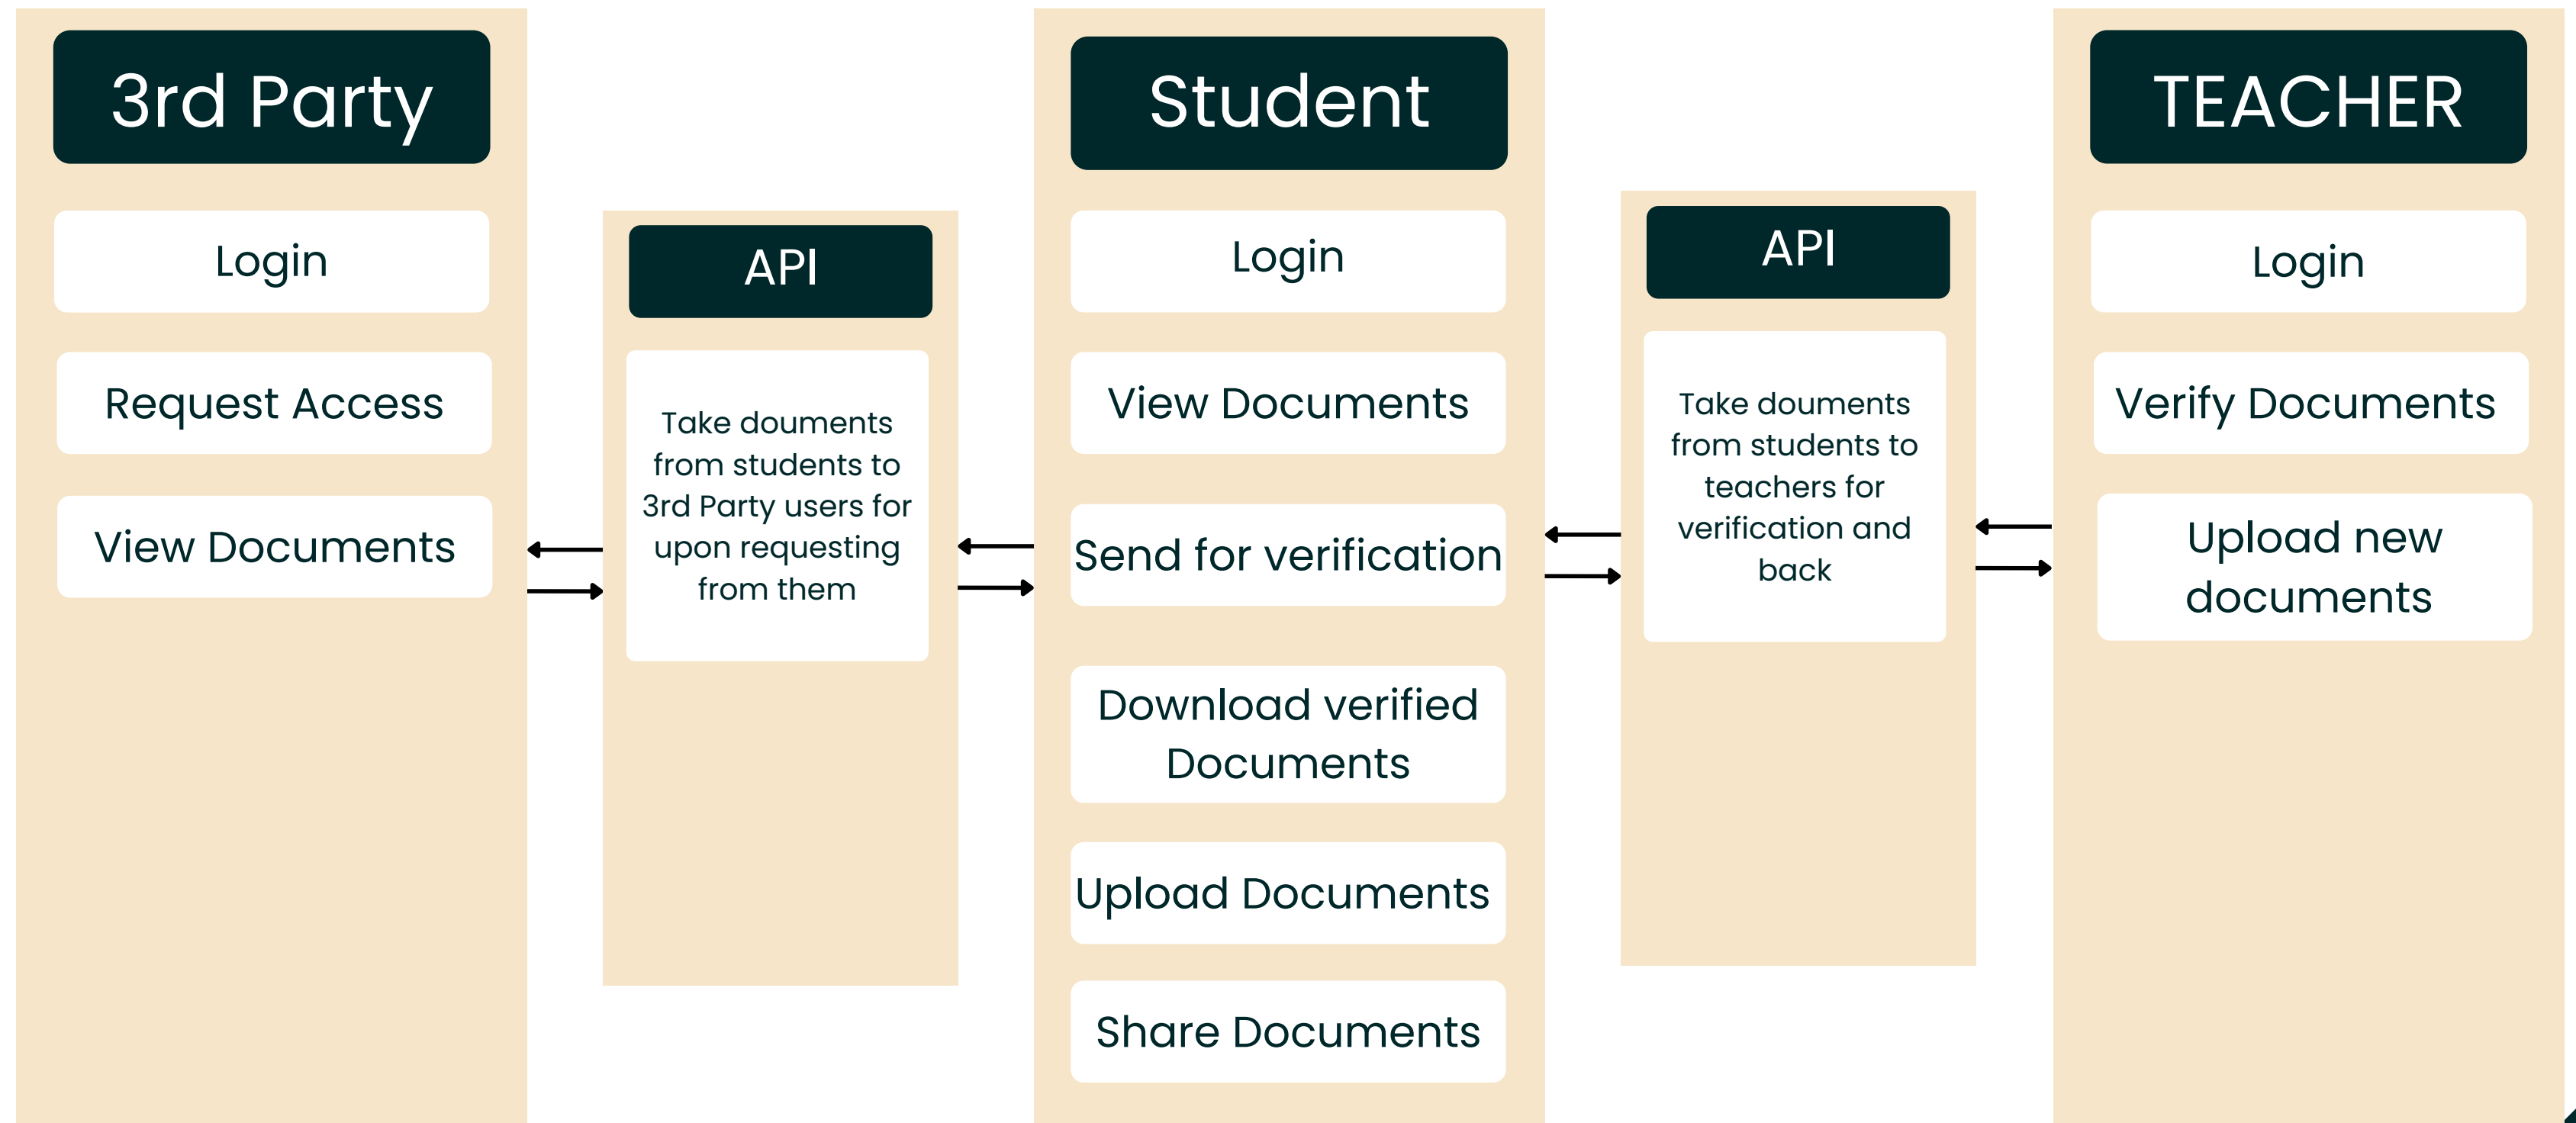 3rd Party
Login
Request Access
View Documents
API
Take douments
from students to
3rd Party users for
upon requesting
from them
Student
Login
View Documents
Send for verification
Download verified
Documents
Upload Documents
Share Documents
API
Take douments
from students to
teachers for
verification and
back
TEACHER
Login
Verify Documents
Upload new
documents